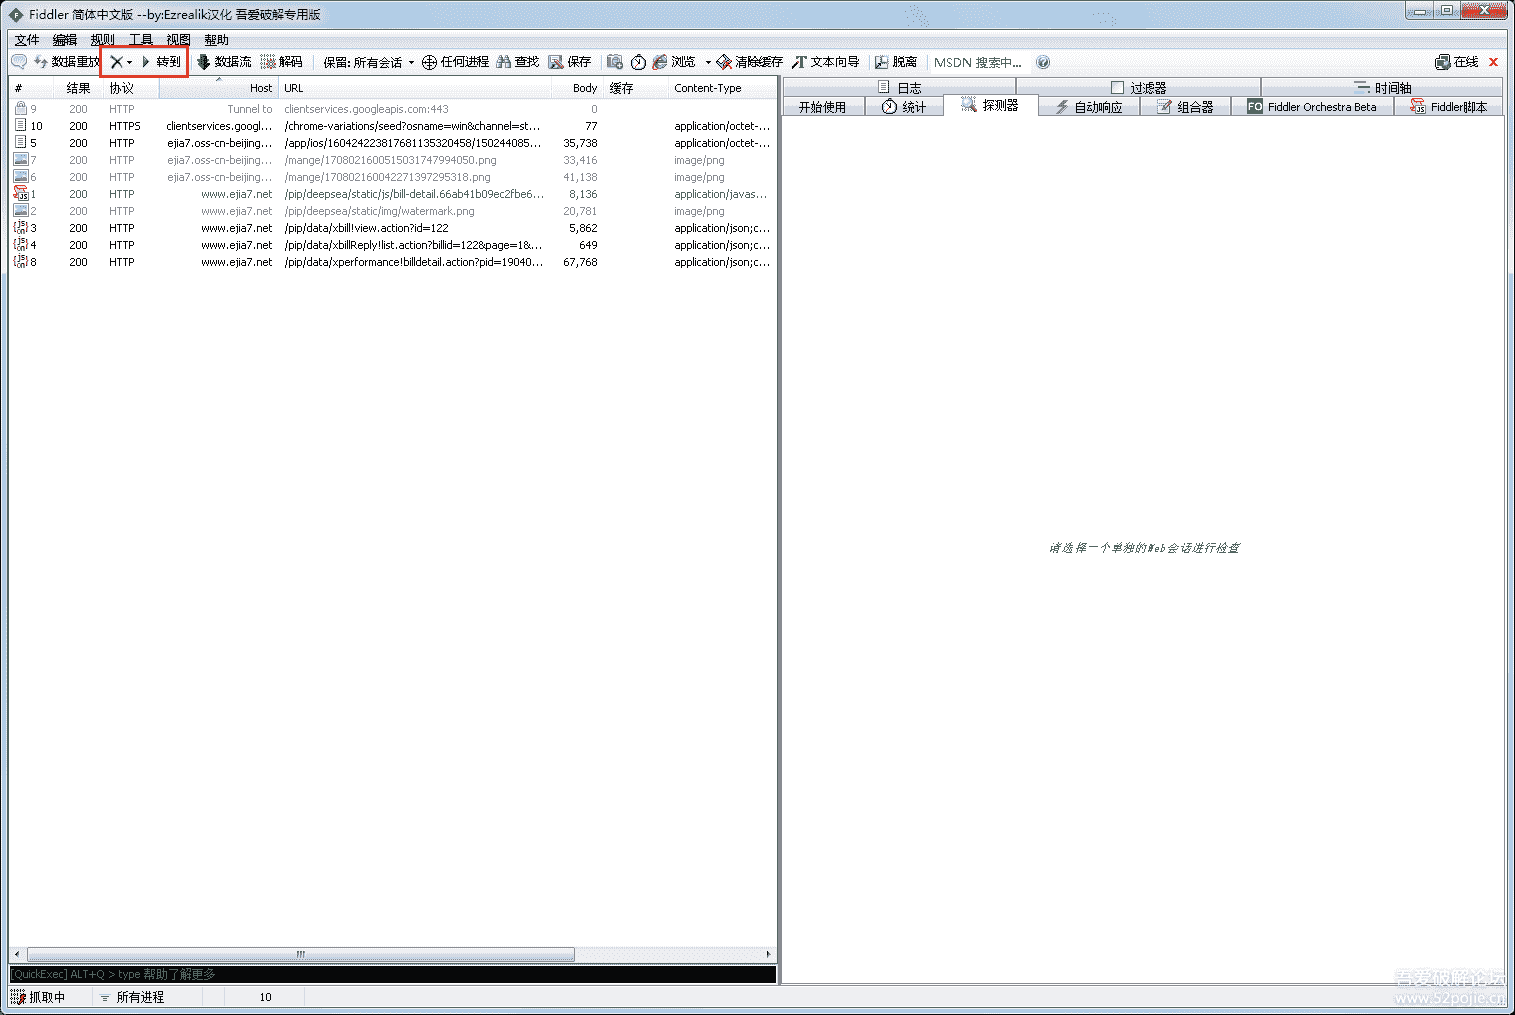 Fiddler 简体中文版 --by:Ezrealik汉化 吾爱破解专用版
文件 编辑 规则 工具 视图 帮助
数据重放 转到 数据流 解码 保留: 所有会话 任何进程 查找 保存 浏览 清除缓存 文本向导 脱离 MSDN 搜索中... 在线
# 结果 协议 Host URL Body 缓存 Content-Type
9 200 HTTP Tunnel to clientservices.googleapis.com:443 0
10 200 HTTPS clientservices.googl... /chrome-variations/seed?osname=win&channel=st... 77 application/octet-...
5 200 HTTP ejia7.oss-cn-beijing... /app/ios/160424223817681135320458/150244085... 35,738 application/octet-...
7 200 HTTP ejia7.oss-cn-beijing... /mange/1708021600515031747994050.png 33,416 image/png
6 200 HTTP ejia7.oss-cn-beijing... /mange/1708021600422271397295318.png 41,138 image/png
1 200 HTTP www.ejia7.net /pip/deepsea/static/js/bill-detail.66ab41b09ec2fbe6... 8,136 application/javas...
2 200 HTTP www.ejia7.net /pip/deepsea/static/img/watermark.png 20,781 image/png
3 200 HTTP www.ejia7.net /pip/data/xbill!view.action?id=122 5,862 application/json;c...
4 200 HTTP www.ejia7.net /pip/data/xbillReply!list.action?billid=122&page=1&... 649 application/json;c...
8 200 HTTP www.ejia7.net /pip/data/xperformance!billdetail.action?pid=19040... 67,768 application/json;c...
日志 过滤器 时间轴
开始使用 统计 探测器 自动响应 组合器 FO Fiddler Orchestra Beta Fiddler脚本
请选择一个单独的Web会话进行检查
[QuickExec] ALT+Q > type 帮助了解更多
抓取中 所有进程 10
吾爱破解论坛
www.52pojie.cn